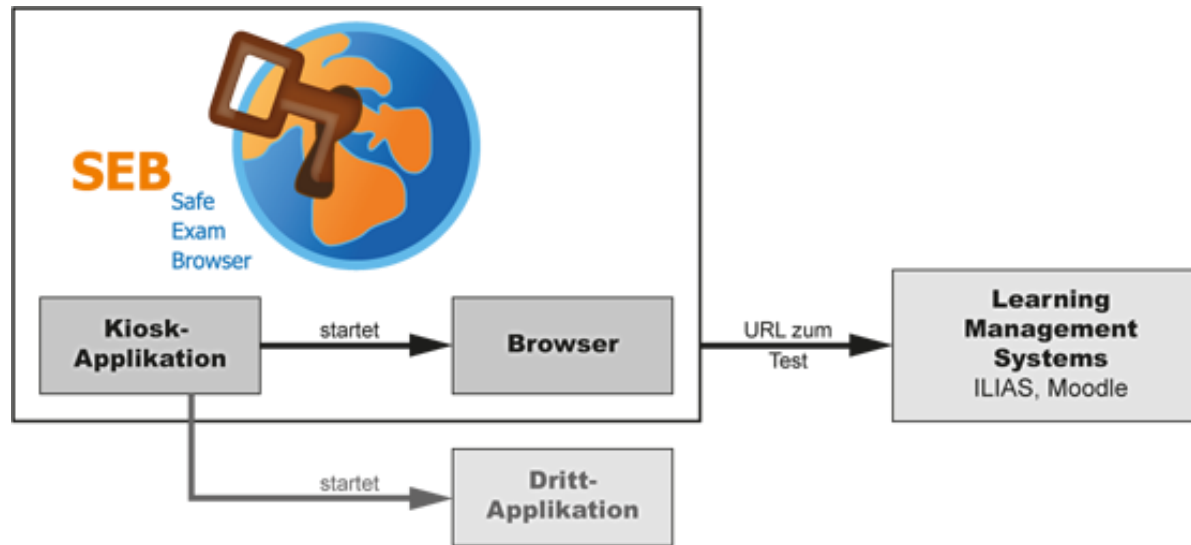 SEB
Safe
Exam
Browser
Kiosk-
Applikation
startet
Browser
URL zum
Test
Learning
Management
Systems
ILIAS, Moodle
startet
Dritt-
Applikation